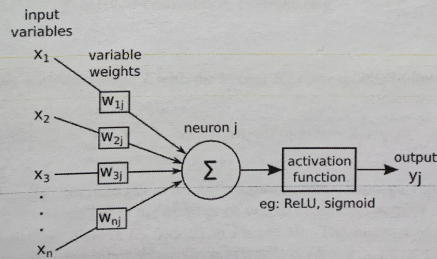 input
variables
variable
weights
x₁
x₂
x₃
.
.
.
xₙ
w₁ⱼ
w₂ⱼ
w₃ⱼ
wₙⱼ
neuron j
Σ
activation
function
eg: ReLU, sigmoid
output
yⱼ